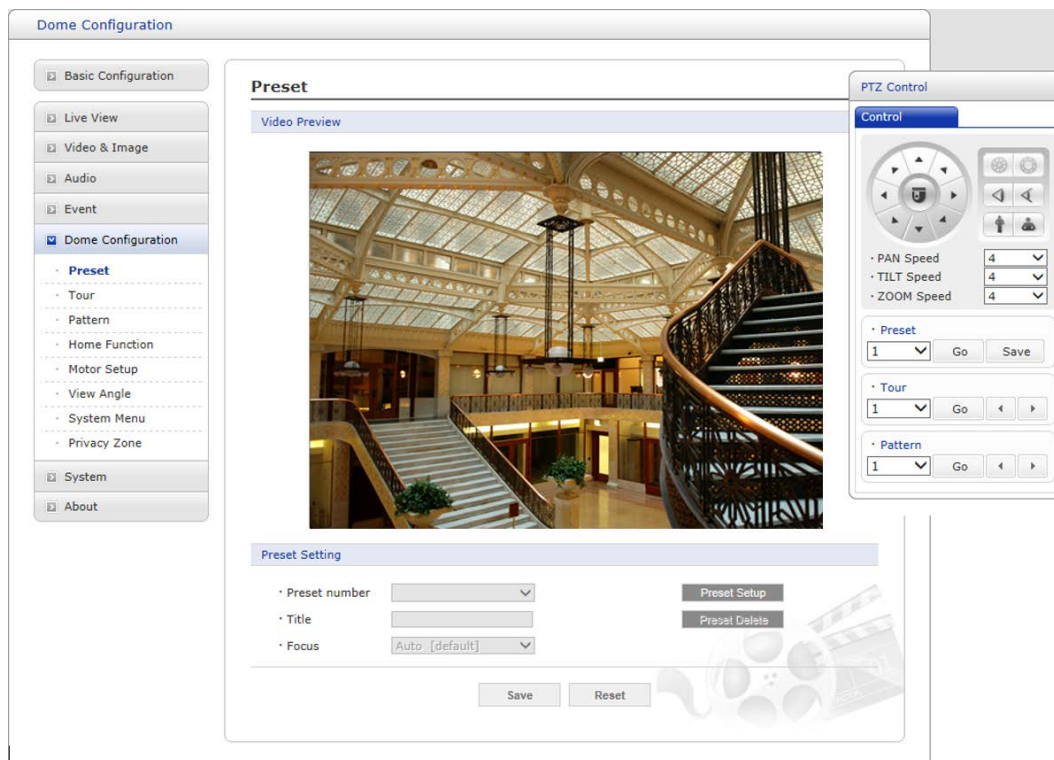 Dome Configuration
Basic Configuration
Live View
Video & Image
Audio
Event
Dome Configuration
Preset
Tour
Pattern
Home Function
Motor Setup
View Angle
System Menu
Privacy Zone
System
About
Preset
Video Preview
Preset Setting
· Preset number
· Title
· Focus
Auto [default]
Preset Setup
Preset Delete
Save
Reset
PTZ Control
Control
· PAN Speed 4
· TILT Speed 4
· ZOOM Speed 4
· Preset
1 Go Save
· Tour
1 Go
· Pattern
1 Go